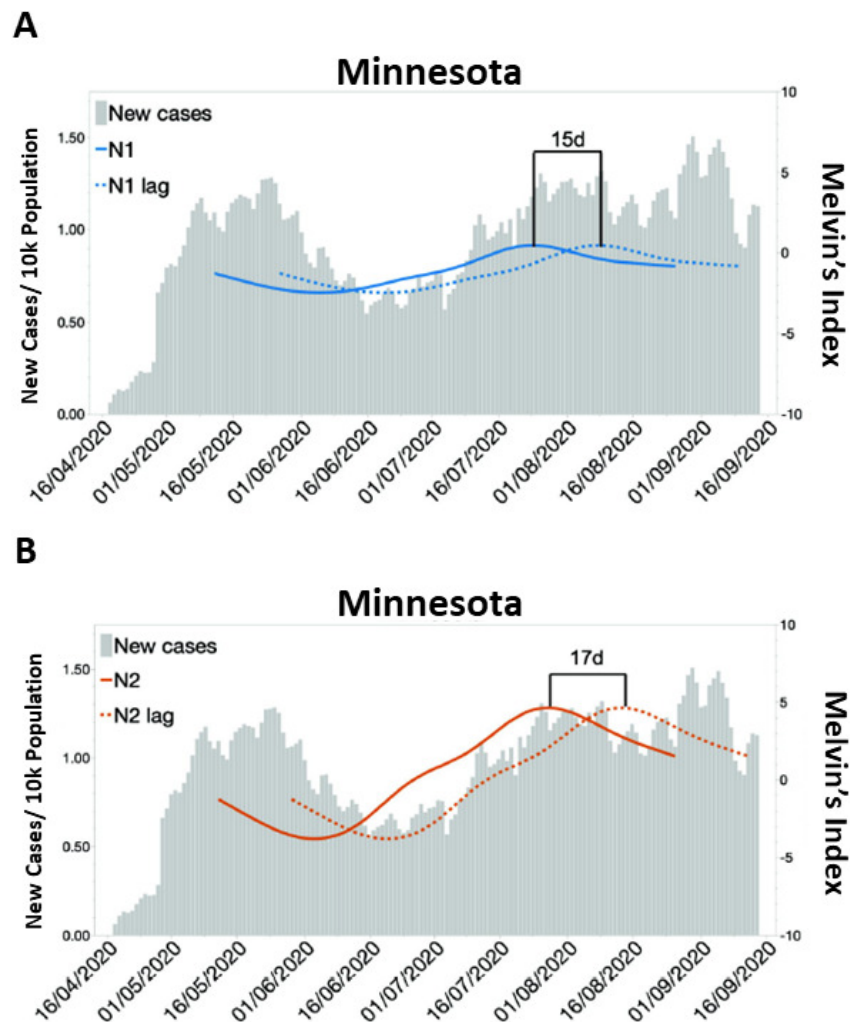 A
Minnesota
New cases
N1
N1 lag
15d
1.50
1.00
0.50
0.00
New Cases/ 10k Population
10
5
0
-5
-10
Melvin's Index
16/04/2020
01/05/2020
16/05/2020
01/06/2020
16/06/2020
01/07/2020
16/07/2020
01/08/2020
16/08/2020
01/09/2020
16/09/2020
B
Minnesota
New cases
N2
N2 lag
17d
1.50
1.00
0.50
0.00
New Cases/ 10k Population
10
5
0
-5
-10
Melvin's Index
16/04/2020
01/05/2020
16/05/2020
01/06/2020
16/06/2020
01/07/2020
16/07/2020
01/08/2020
16/08/2020
01/09/2020
16/09/2020